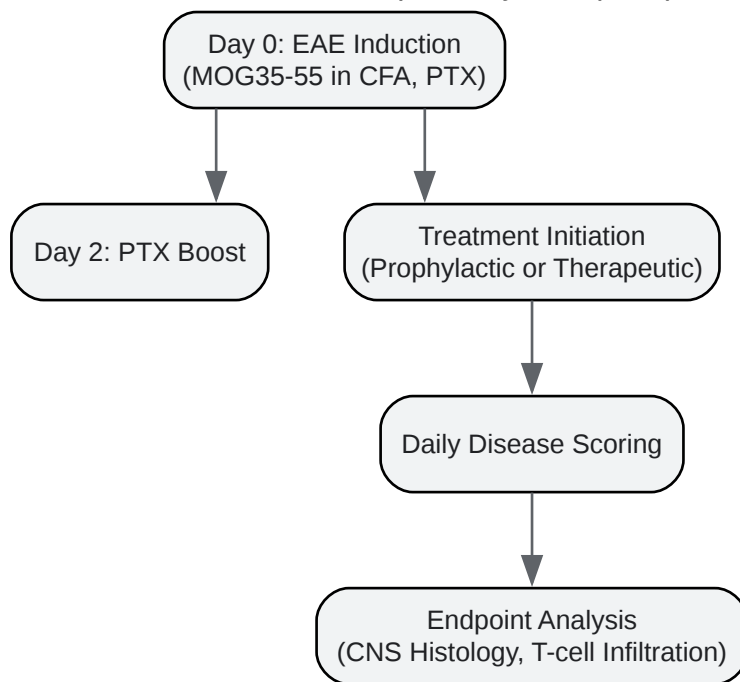 Day 0: EAE Induction
(MOG35-55 in CFA, PTX)
Day 2: PTX Boost
Treatment Initiation
(Prophylactic or Therapeutic)
Daily Disease Scoring
Endpoint Analysis
(CNS Histology, T-cell Infiltration)